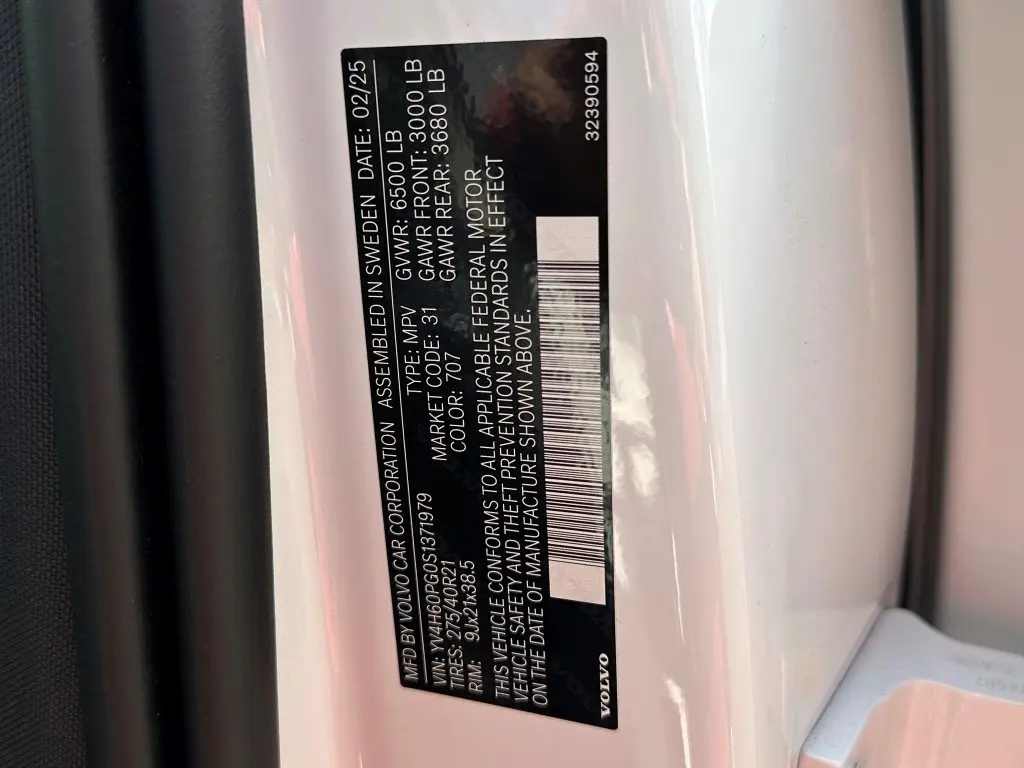 MFD BY VOLVO CAR CORPORATION ASSEMBLED IN SWEDEN DATE: 02/25
VIN: YV4H60PG0S1371979 TYPE: MPV GVWR: 6500 LB
TIRES: 275/40R21 MARKET CODE: 31 GAWR FRONT: 3000 LB
RIM: 9Jx21x38.5 COLOR: 707 GAWR REAR: 3680 LB
THIS VEHICLE CONFORMS TO ALL APPLICABLE FEDERAL MOTOR
VEHICLE SAFETY AND THEFT PREVENTION STANDARDS IN EFFECT
ON THE DATE OF MANUFACTURE SHOWN ABOVE.
VOLVO 32390594